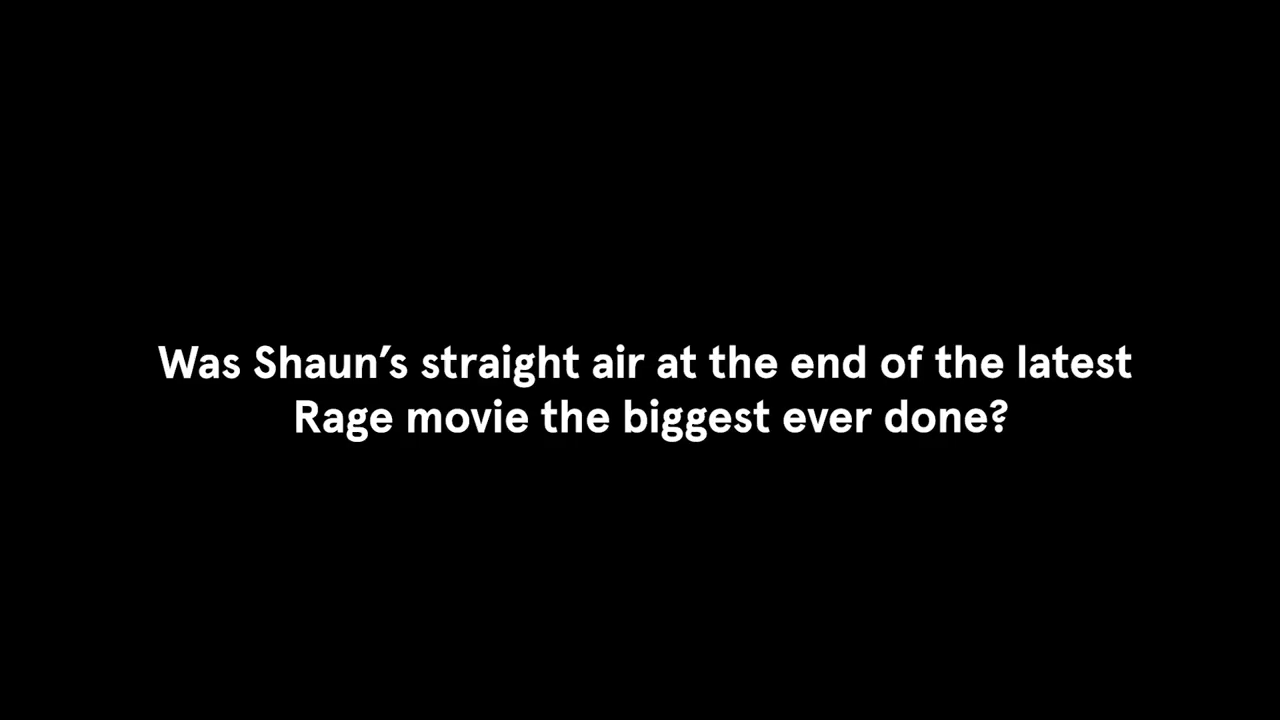 Was Shaun’s straight air at the end of the latest
Rage movie the biggest ever done?